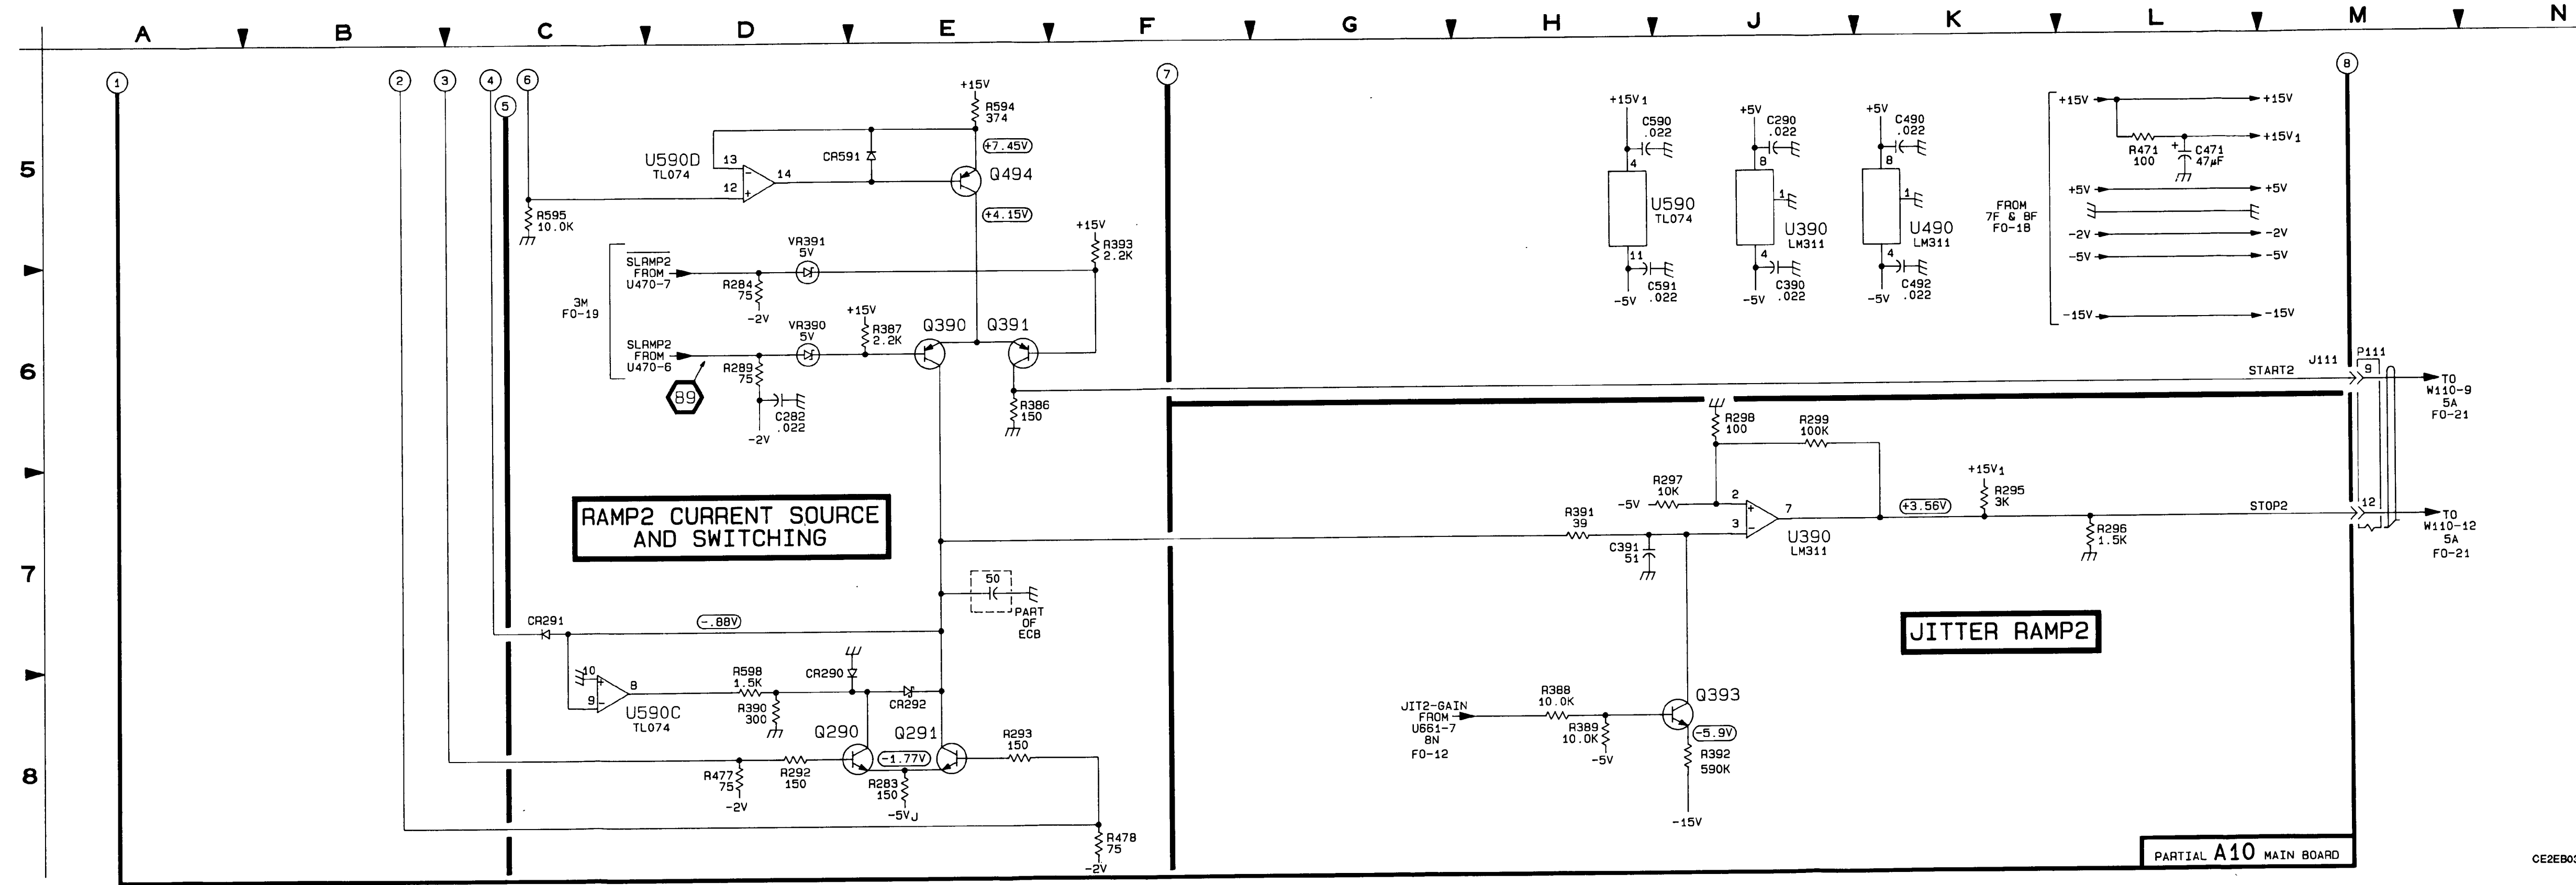 A B C D E F G H J K L M N
5
6
7
8
1
2
3
4
5
6
7
8
+15V
R594
374
+7.45V
CR591
U590D
TL074
13
12
14
Q494
+4.15V
R595
10.0K
+15V
R393
2.2K
SLRMP2
FROM
U470-7
VR391
5V
R284
75
-2V
3M
FO-19
SLRMP2
FROM
U470-6
VR390
5V
+15V
R387
2.2K
Q390
Q391
89
R289
75
C282
.022
-2V
R386
150
RAMP2 CURRENT SOURCE
AND SWITCHING
50
PART
OF
ECB
CR291
-.88V
10
9
8
U590C
TL074
R598
1.5K
R390
300
CR290
CR292
Q290
Q291
-1.77V
R293
150
R477
75
-2V
R292
150
R283
150
-5VJ
R478
75
-2V
+15V1
C590
.022
4
U590
TL074
11
C591
.022
-5V
+5V
C290
.022
8
1
U390
LM311
4
C390
.022
-5V
+5V
C490
.022
8
1
U490
LM311
4
C492
.022
-5V
FROM
7F & 8F
FO-18
+15V
+15V
+15V1
R471
100
+
C471
47µF
+5V
+5V
-2V
-2V
-5V
-5V
-15V
-15V
START2
J111
P111
9
TO
W110-9
5A
FO-21
R298
100
R299
100K
R297
10K
-5V
2
3
7
U390
LM311
+3.56V
+15V1
R295
3K
R296
1.5K
STOP2
12
TO
W110-12
5A
FO-21
R391
39
C391
51
JITTER RAMP2
JIT2-GAIN
FROM
U661-7
8N
FO-12
R388
10.0K
R389
10.0K
-5V
Q393
-5.9V
R392
590K
-15V
PARTIAL A10 MAIN BOARD